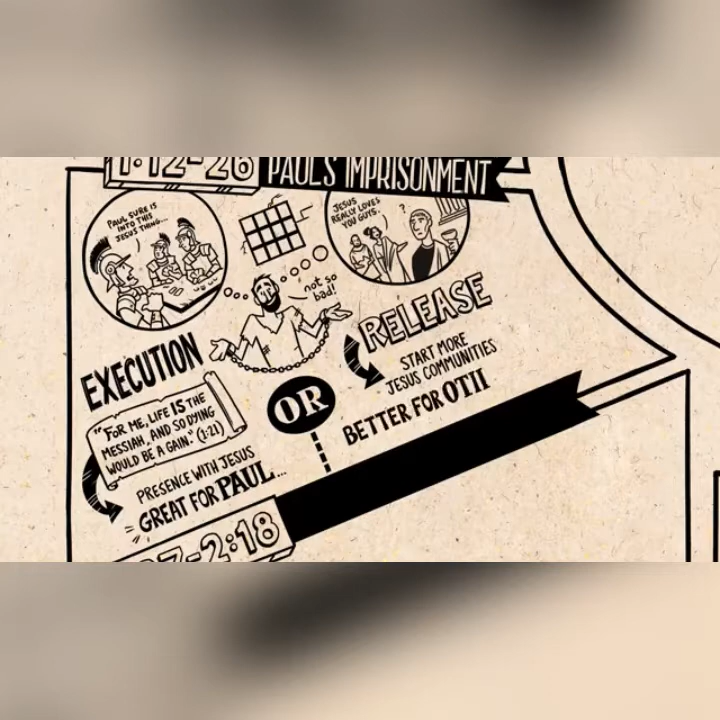 1:12-26 PAUL'S IMPRISONMENT
PAUL SURE IS
INTO THIS
JESUS THING...
JESUS
REALLY LOVES
YOU GUYS.
?
not so
bad!
EXECUTION
"FOR ME, LIFE IS THE
MESSIAH, AND SO DYING
WOULD BE A GAIN." (1:21)
PRESENCE WITH JESUS
GREAT FOR PAUL...
OR
RELEASE
START MORE
JESUS COMMUNITIES
BETTER FOR OTH
7-2:18